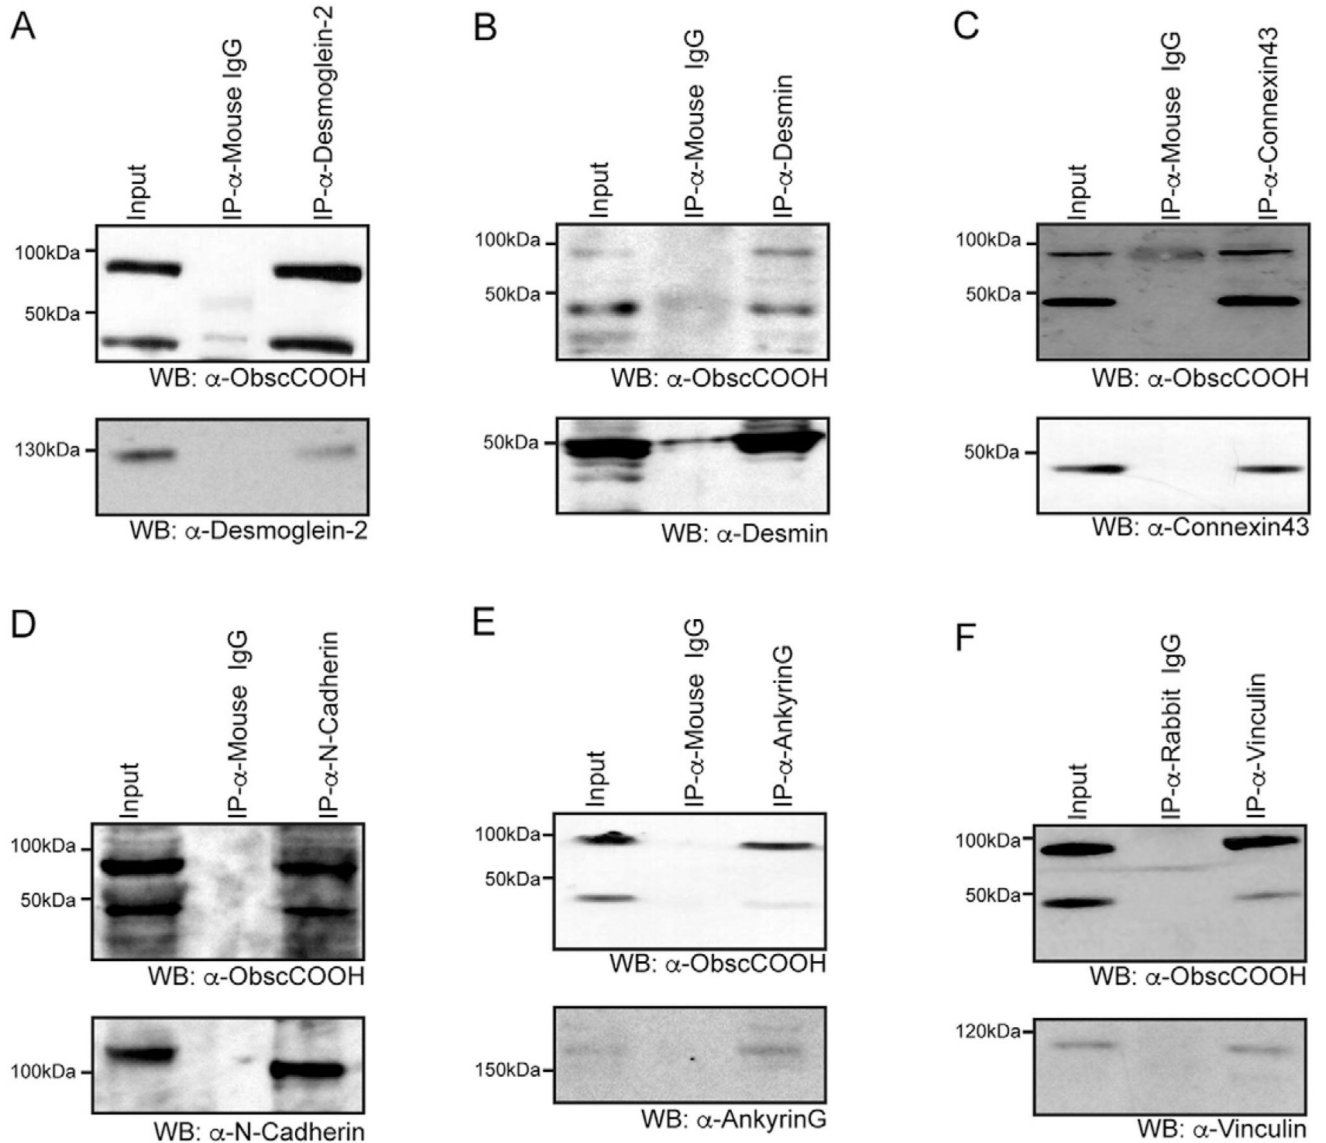 A
Input
IP-α-Mouse IgG
IP-α-Desmoglein-2
100kDa
50kDa
WB: α-ObscCOOH
130kDa
WB: α-Desmoglein-2
B
Input
IP-α-Mouse IgG
IP-α-Desmin
100kDa
50kDa
WB: α-ObscCOOH
50kDa
WB: α-Desmin
C
Input
IP-α-Mouse IgG
IP-α-Connexin43
100kDa
50kDa
WB: α-ObscCOOH
50kDa
WB: α-Connexin43
D
Input
IP-α-Mouse IgG
IP-α-N-Cadherin
100kDa
50kDa
WB: α-ObscCOOH
100kDa
WB: α-N-Cadherin
E
Input
IP-α-Mouse IgG
IP-α-AnkyrinG
100kDa
50kDa
WB: α-ObscCOOH
150kDa
WB: α-AnkyrinG
F
Input
IP-α-Rabbit IgG
IP-α-Vinculin
100kDa
50kDa
WB: α-ObscCOOH
120kDa
WB: α-Vinculin